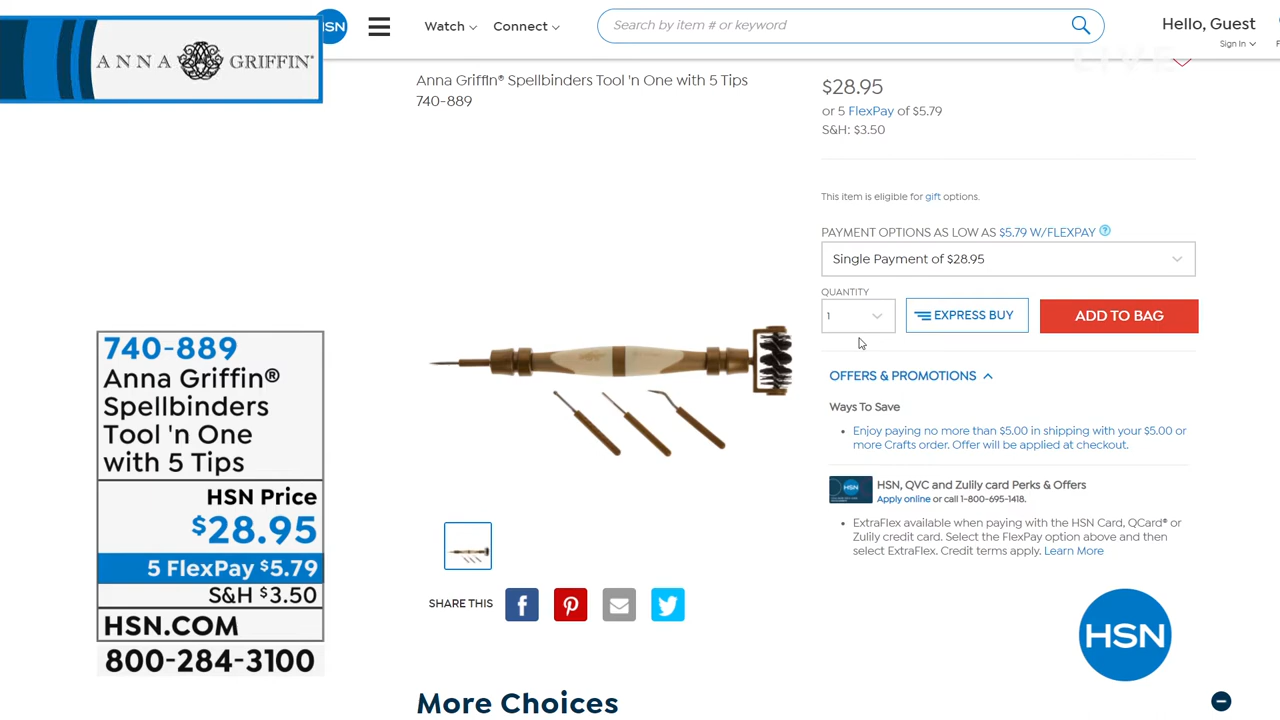 HSN
ANNA GRIFFIN®
Watch
Connect
Search by item # or keyword
Hello, Guest
Sign In
LIVE
Anna Griffin® Spellbinders Tool 'n One with 5 Tips
740-889
$28.95
or 5 FlexPay of $5.79
S&H: $3.50
This item is eligible for gift options.
PAYMENT OPTIONS AS LOW AS $5.79 W/FLEXPAY ?
Single Payment of $28.95
QUANTITY
1
EXPRESS BUY
ADD TO BAG
OFFERS & PROMOTIONS
Ways To Save
• Enjoy paying no more than $5.00 in shipping with your $5.00 or
more Crafts order. Offer will be applied at checkout.
HSN
HSN, QVC and Zulily card Perks & Offers
Apply online or call 1-800-695-1418.
• ExtraFlex available when paying with the HSN Card, QCard® or
Zulily credit card. Select the FlexPay option above and then
select ExtraFlex. Credit terms apply. Learn More
740-889
Anna Griffin®
Spellbinders
Tool 'n One
with 5 Tips
HSN Price
$28.95
5 FlexPay $5.79
S&H $3.50
HSN.COM
800-284-3100
SHARE THIS
HSN
More Choices